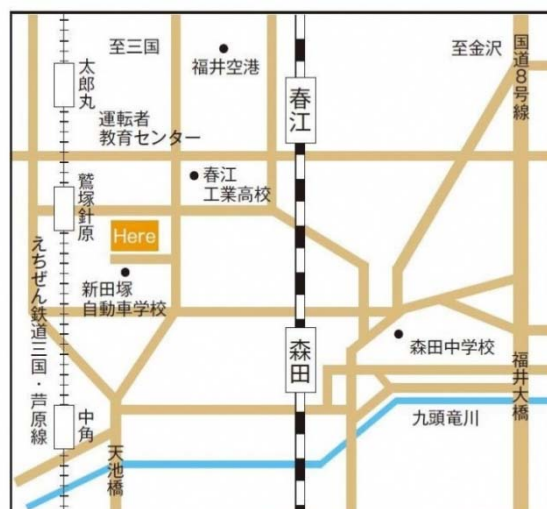 至三国
福井空港
至金沢
国道8号線
太郎丸
春江
運転者
教育センター
春江
工業高校
鷲塚針原
Here
えちぜん鉄道三国・芦原線
新田塚
自動車学校
森田
森田中学校
福井大橋
中角
天池橋
九頭竜川